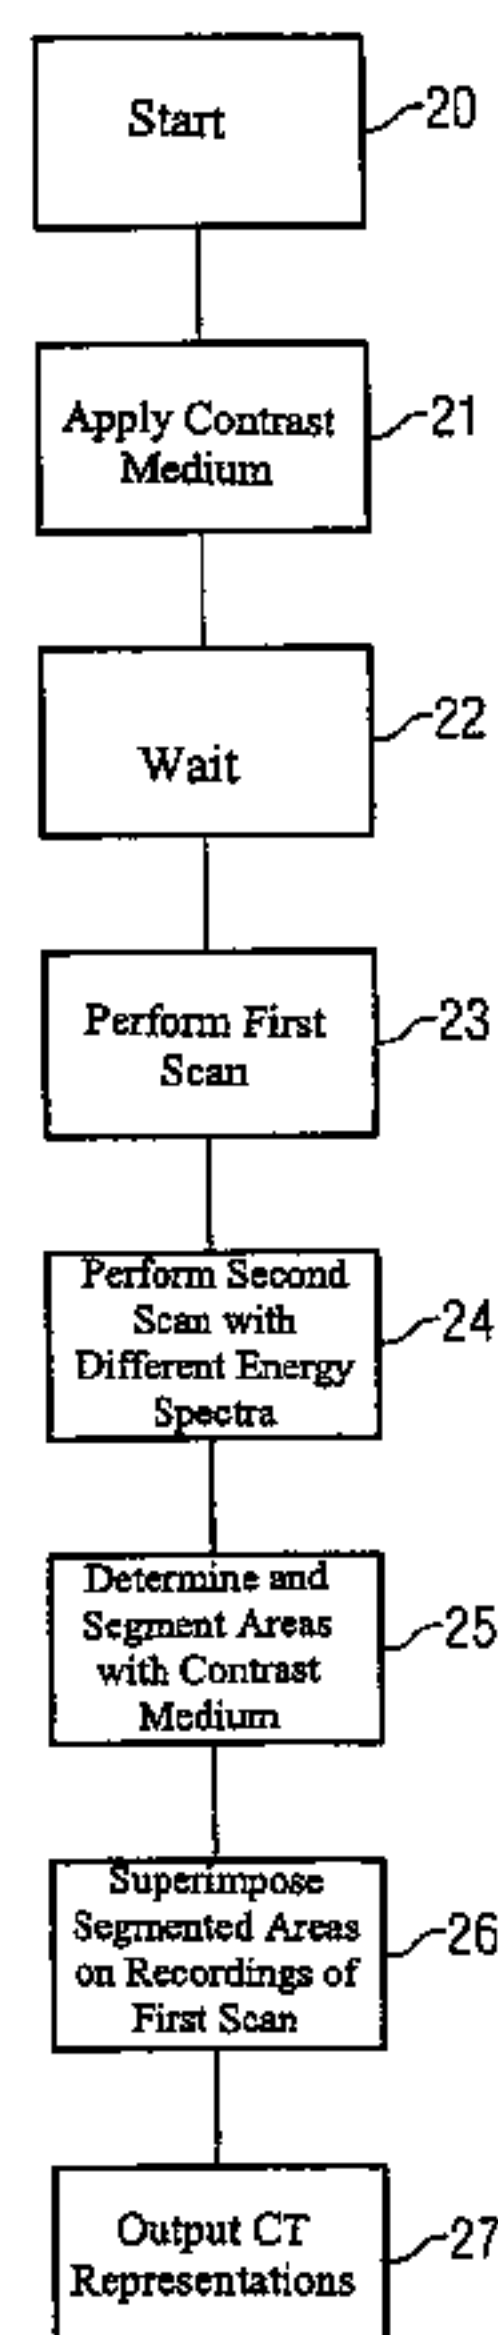 Start
20
Apply Contrast
Medium
21
Wait
22
Perform First
Scan
23
Perform Second
Scan with
Different Energy
Spectra
24
Determine and
Segment Areas
with Contrast
Medium
25
Superimpose
Segmented Areas
on Recordings of
First Scan
26
Output CT
Representations
27